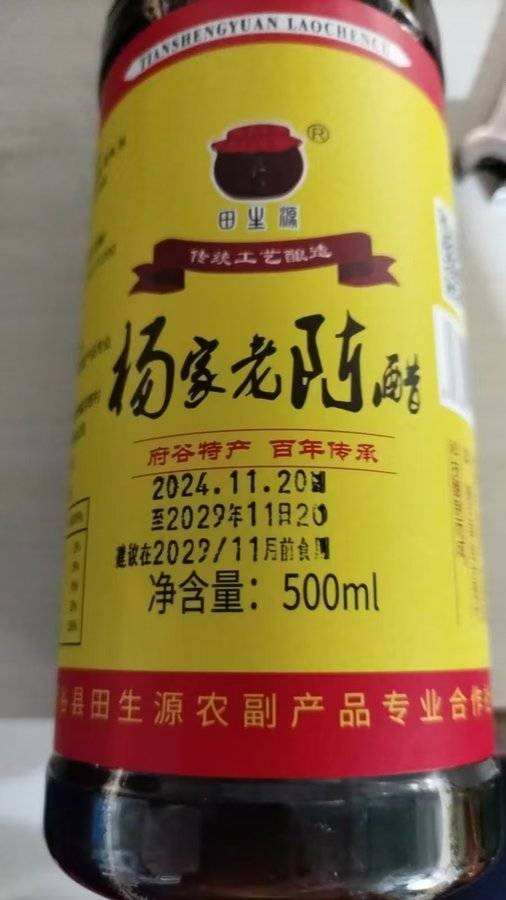 TIANSHENGYUAN LAOCHENCU
®
田生源
传统工艺酿造
杨家老陈醋
府谷特产 百年传承
2024.11.20
至2029年11日20
建议在2029/11月前食用
净含量：500ml
谷县田生源农副产品专业合作